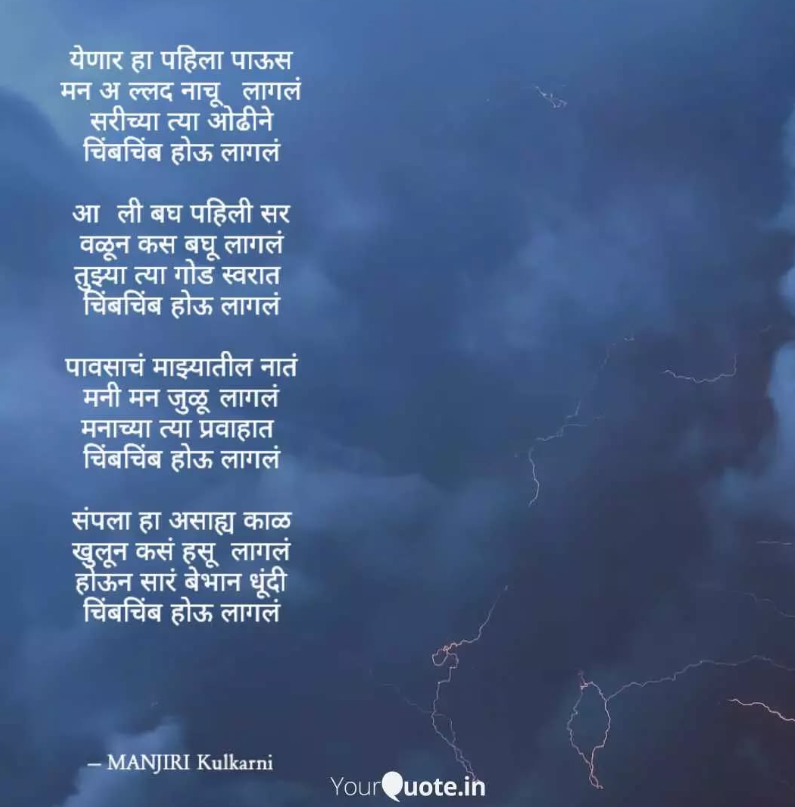 येणार हा पहिला पाऊस
मन अ ल्लद नाचू लागलं
सरीच्या त्या ओढीने
चिंबचिंब होऊ लागलं

आ ली बघ पहिली सर
वळून कस बघू लागलं
तुझ्या त्या गोड स्वरात
चिंबचिंब होऊ लागलं

पावसाचं माझ्यातील नातं
मनी मन जुळू लागलं
मनाच्या त्या प्रवाहात
चिंबचिंब होऊ लागलं

संपला हा असाह्य काळ
खुलून कसं हसू लागलं
होऊन सारं बेभान धूंदी
चिंबचिंब होऊ लागलं

– MANJIRI Kulkarni
YourQuote.in